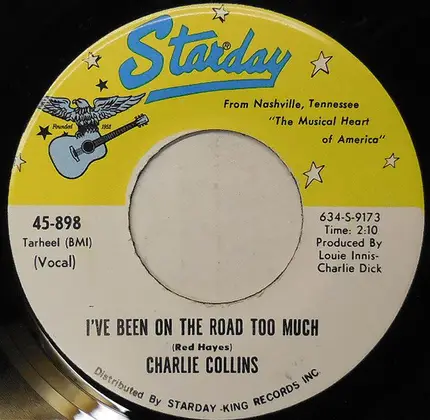 Starday®
From Nashville, Tennessee
"The Musical Heart
of America"
Founded 1952
45-898
Tarheel (BMI)
(Vocal)
634-S-9173
Time: 2:10
Produced By
Louie Innis-
Charlie Dick
I'VE BEEN ON THE ROAD TOO MUCH
(Red Hayes)
CHARLIE COLLINS
Distributed By STARDAY-KING RECORDS INC.